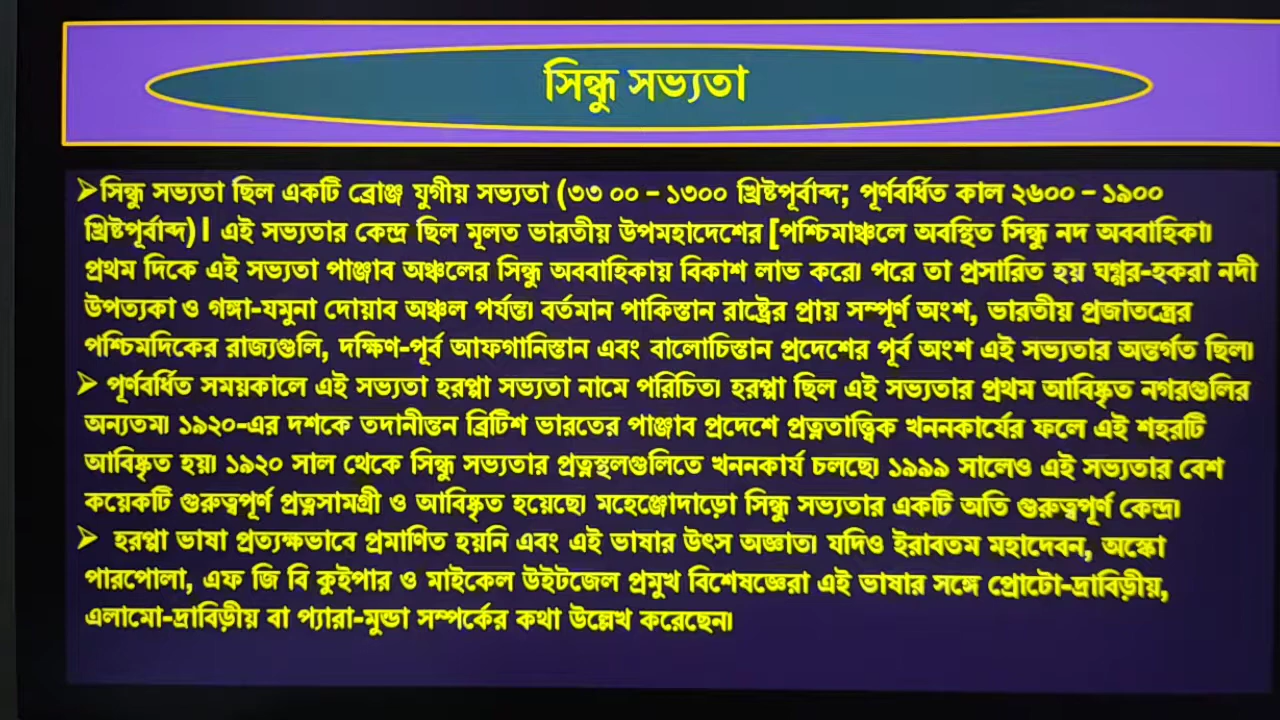 সিন্ধু সভ্যতা
➤সিন্ধু সভ্যতা ছিল একটি ব্রোঞ্জ যুগীয় সভ্যতা (৩৩ ০০ – ১৩০০ খ্রিষ্টপূর্বাব্দ; পূর্ণবর্ধিত কাল ২৬০০ – ১৯০০
খ্রিষ্টপূর্বাব্দ)। এই সভ্যতার কেন্দ্র ছিল মূলত ভারতীয় উপমহাদেশের [পশ্চিমাঞ্চলে অবস্থিত সিন্ধু নদ অববাহিকা।
প্রথম দিকে এই সভ্যতা পাঞ্জাব অঞ্চলের সিন্ধু অববাহিকায় বিকাশ লাভ করে। পরে তা প্রসারিত হয় ঘগ্গর-হকরা নদী
উপত্যকা ও গঙ্গা-যমুনা দোয়াব অঞ্চল পর্যন্ত। বর্তমান পাকিস্তান রাষ্ট্রের প্রায় সম্পূর্ণ অংশ, ভারতীয় প্রজাতন্ত্রের
পশ্চিমদিকের রাজ্যগুলি, দক্ষিণ-পূর্ব আফগানিস্তান এবং বালোচিস্তান প্রদেশের পূর্ব অংশ এই সভ্যতার অন্তর্গত ছিল।
➤ পূর্ণবর্ধিত সময়কালে এই সভ্যতা হরপ্পা সভ্যতা নামে পরিচিত। হরপ্পা ছিল এই সভ্যতার প্রথম আবিষ্কৃত নগরগুলির
অন্যতম। ১৯২০-এর দশকে তদানীন্তন ব্রিটিশ ভারতের পাঞ্জাব প্রদেশে প্রত্নতাত্ত্বিক খননকার্যের ফলে এই শহরটি
আবিষ্কৃত হয়। ১৯২০ সাল থেকে সিন্ধু সভ্যতার প্রত্নস্থলগুলিতে খননকার্য চলছে। ১৯৯৯ সালেও এই সভ্যতার বেশ
কয়েকটি গুরুত্বপূর্ণ প্রত্নসামগ্রী ও আবিষ্কৃত হয়েছে। মহেঞ্জোদাড়ো সিন্ধু সভ্যতার একটি অতি গুরুত্বপূর্ণ কেন্দ্র।
➤ হরপ্পা ভাষা প্রত্যক্ষভাবে প্রমাণিত হয়নি এবং এই ভাষার উৎস অজ্ঞাত। যদিও ইরাবতম মহাদেবন, অস্কো
পারপোলা, এফ জি বি কুইপার ও মাইকেল উইটজেল প্রমুখ বিশেষজ্ঞেরা এই ভাষার সঙ্গে প্রোটো-দ্রাবিড়ীয়,
এলামো-দ্রাবিড়ীয় বা প্যারা-মুন্ডা সম্পর্কের কথা উল্লেখ করেছেন।